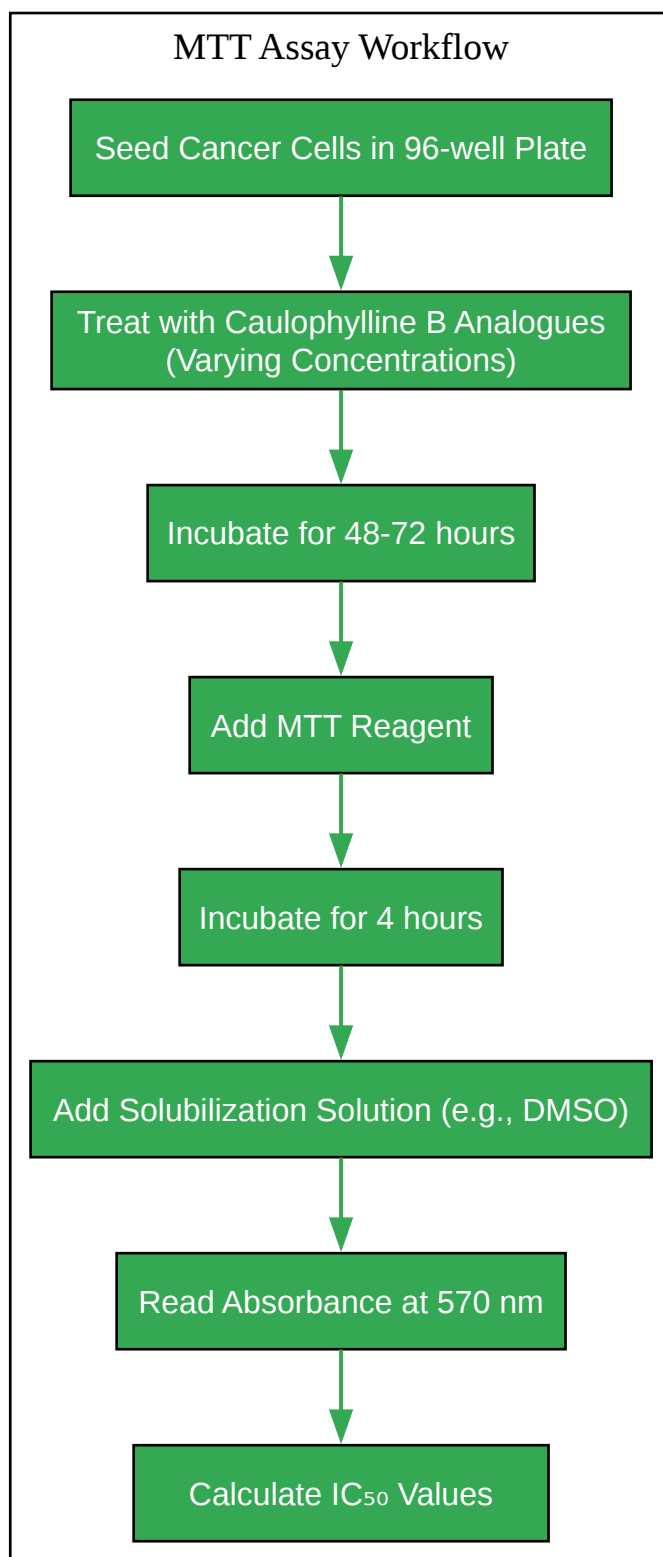 MTT Assay Workflow
Seed Cancer Cells in 96-well Plate
Treat with Caulophylline B Analogues
(Varying Concentrations)
Incubate for 48-72 hours
Add MTT Reagent
Incubate for 4 hours
Add Solubilization Solution (e.g., DMSO)
Read Absorbance at 570 nm
Calculate IC₅₀ Values